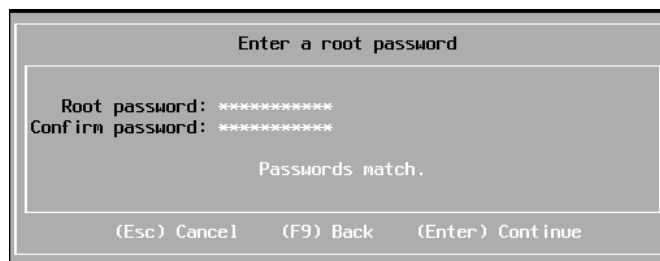 Enter a root password
Root password: ***********
Confirm password: ***********
Passwords match.
(Esc) Cancel (F9) Back (Enter) Continue